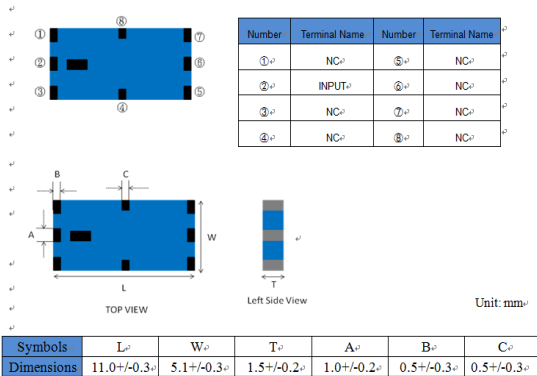 ⑧
① ⑦
② ⑥
③ ⑤
④
Number Terminal Name Number Terminal Name
① NC ⑤ NC
② INPUT ⑥ NC
③ NC ⑦ NC
④ NC ⑧ NC
B C
A W
L
T
TOP VIEW
Left Side View
Unit: mm
Symbols L W T A B C
Dimensions 11.0+/-0.3 5.1+/-0.3 1.5+/-0.2 1.0+/-0.2 0.5+/-0.3 0.5+/-0.3